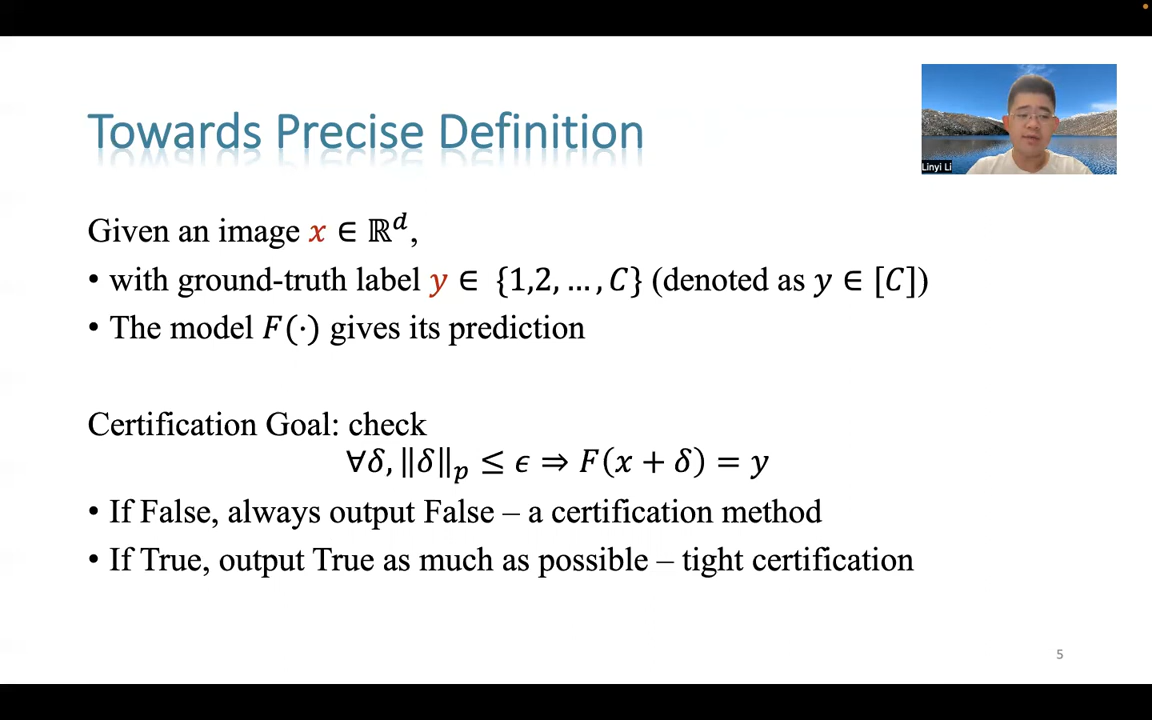 Towards Precise Definition
Linyi Li
Given an image x ∈ ℝᵈ,
• with ground-truth label y ∈ {1,2, … , C} (denoted as y ∈ [C])
• The model F(·) gives its prediction
Certification Goal: check
∀δ, ‖δ‖ₚ ≤ ϵ ⇒ F(x + δ) = y
• If False, always output False – a certification method
• If True, output True as much as possible – tight certification
5